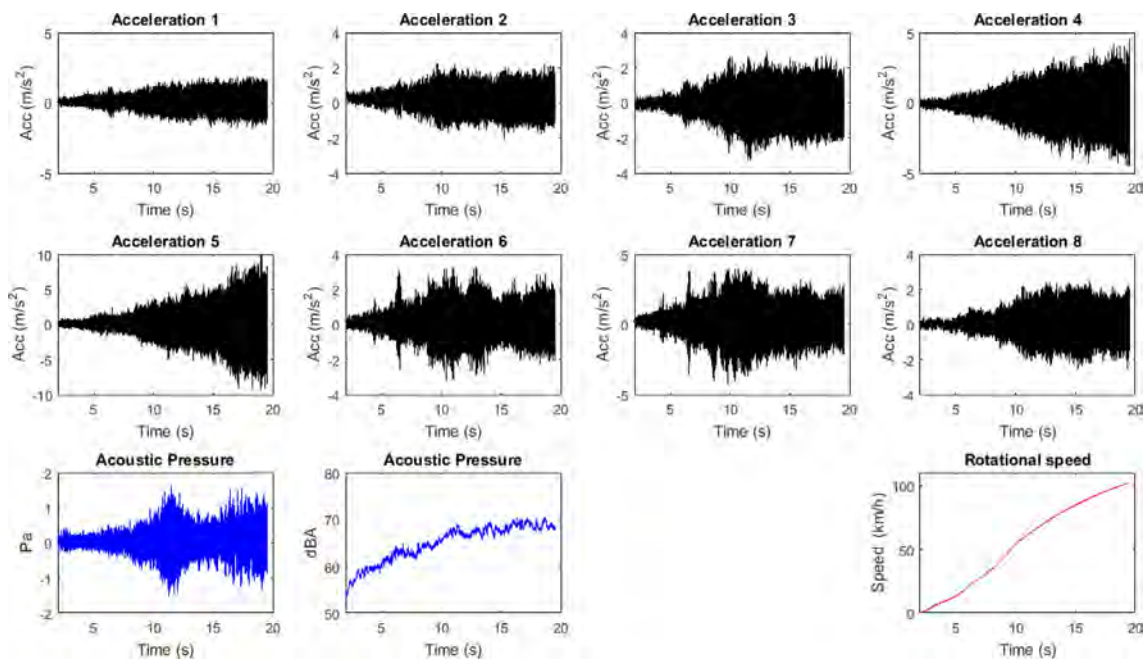 Acceleration 1
5
0
-5
Acc (m/s²)
5 10 15 20
Time (s)
Acceleration 2
4
2
0
-2
-4
Acc (m/s²)
5 10 15 20
Time (s)
Acceleration 3
4
2
0
-2
-4
Acc (m/s²)
5 10 15 20
Time (s)
Acceleration 4
5
0
-5
Acc (m/s²)
5 10 15 20
Time (s)
Acceleration 5
10
5
0
-5
-10
Acc (m/s²)
5 10 15 20
Time (s)
Acceleration 6
4
2
0
-2
-4
Acc (m/s²)
5 10 15 20
Time (s)
Acceleration 7
5
0
-5
Acc (m/s²)
5 10 15 20
Time (s)
Acceleration 8
4
2
0
-2
-4
Acc (m/s²)
5 10 15 20
Time (s)
Acoustic Pressure
2
1
0
-1
-2
Pa
5 10 15 20
Time (s)
Acoustic Pressure
80
70
60
50
dBA
5 10 15 20
Time (s)
Rotational speed
100
50
0
Speed (km/h)
5 10 15 20
Time (s)